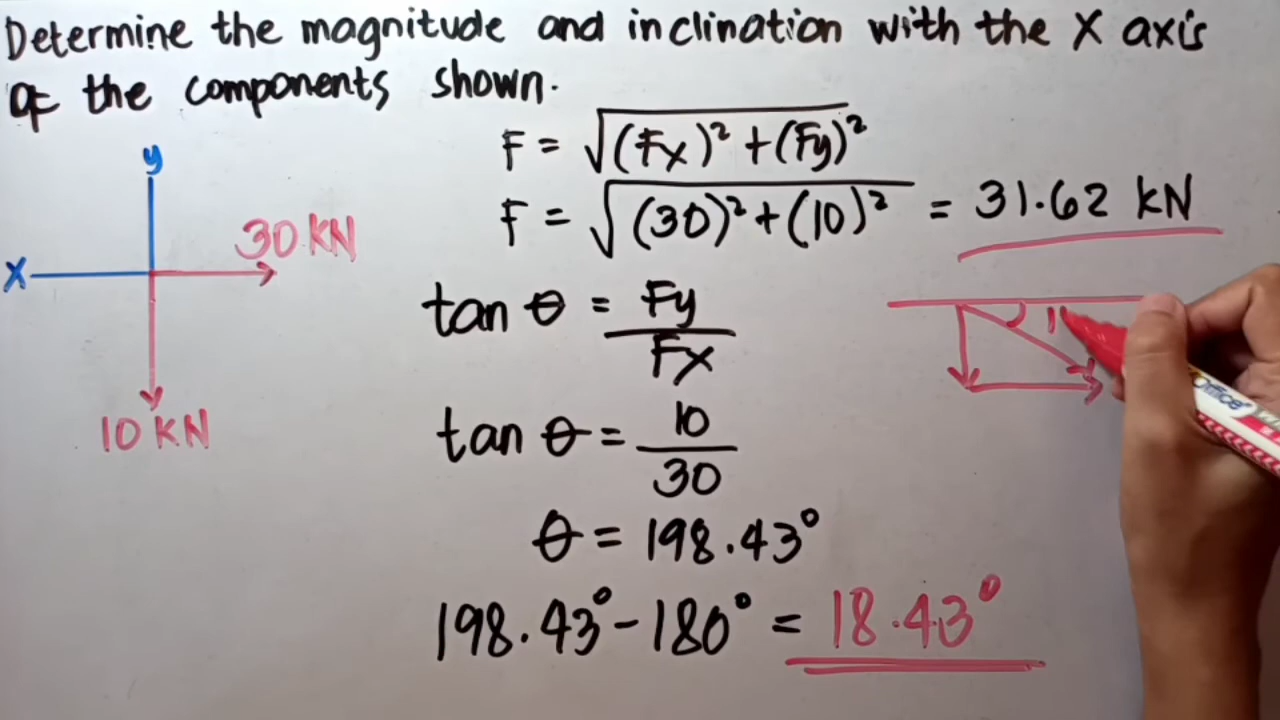 Determine the magnitude and inclination with the X axis
of the components shown.
y
X
30 KN
10 KN
F = √(Fx)² + (Fy)²
F = √(30)² + (10)² = 31.62 KN
tan θ = Fy/Fx
tan θ = 10/30
θ = 198.43°
198.43° - 180° = 18.43°
Office